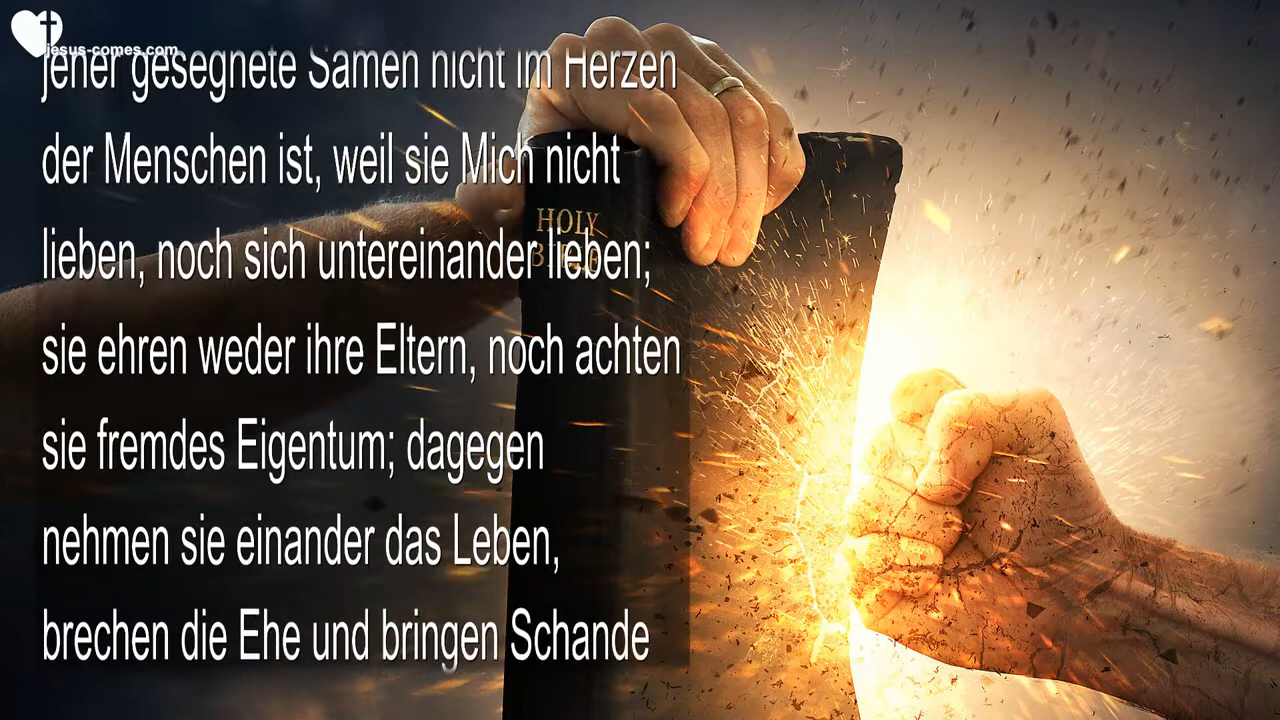 jesus-comes.com
jener gesegnete Samen nicht im Herzen
der Menschen ist, weil sie Mich nicht
lieben, noch sich untereinander lieben;
sie ehren weder ihre Eltern, noch achten
sie fremdes Eigentum; dagegen
nehmen sie einander das Leben,
brechen die Ehe und bringen Schande
HOLY
BIBLE